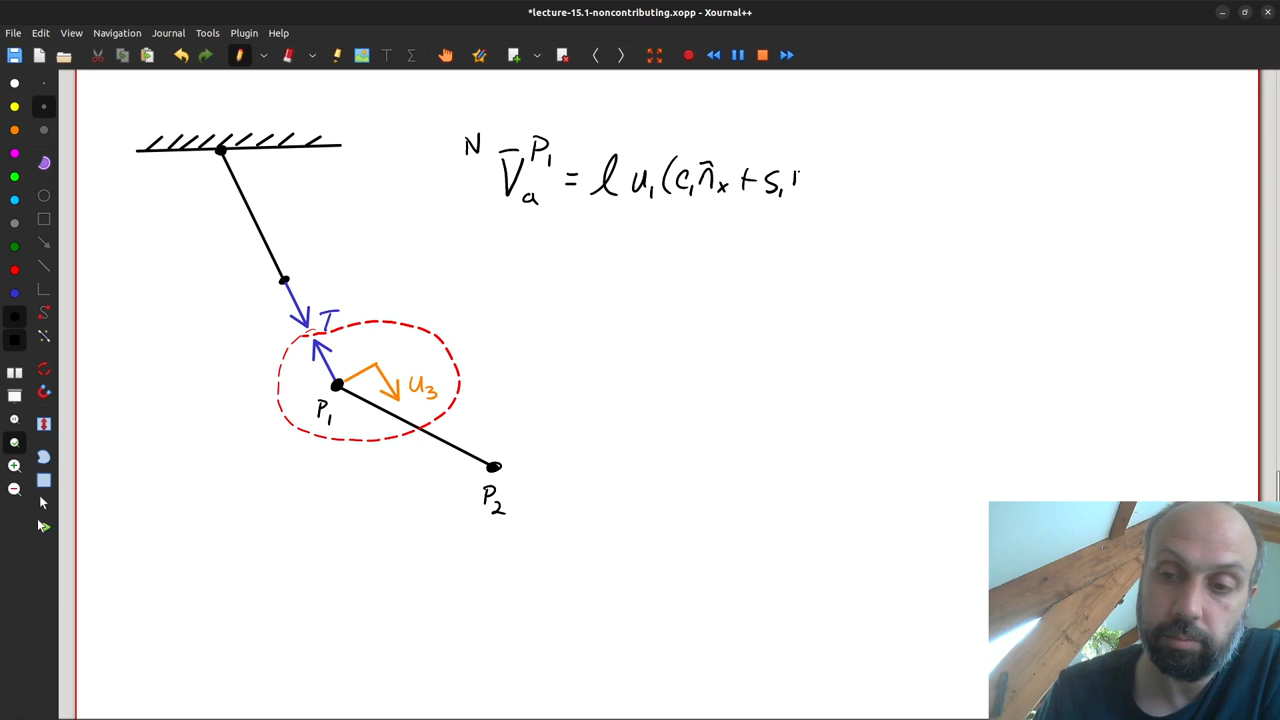 *lecture-15.1-noncontributing.xopp - Xournal++
File Edit View Navigation Journal Tools Plugin Help
N V̄ₐ^P₁ = l u₁(c₁n̂ₓ + s₁
T
u₃
P₁
P₂